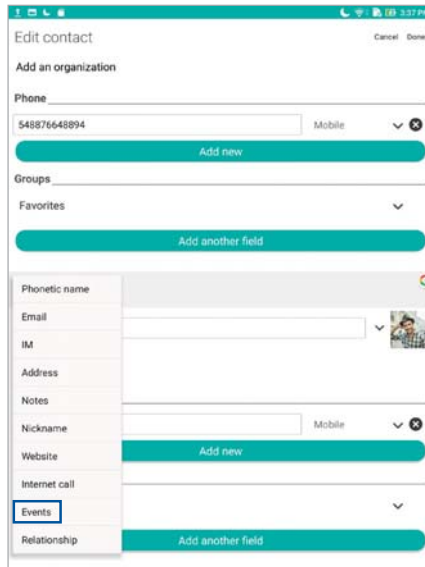 3:37 PM
Edit contact
Cancel Done
Add an organization
Phone
548876648894 Mobile
Add new
Groups
Favorites
Add another field
Phonetic name
Email
IM
Address
Notes
Nickname
Mobile
Website
Add new
Internet call
Events
Relationship
Add another field